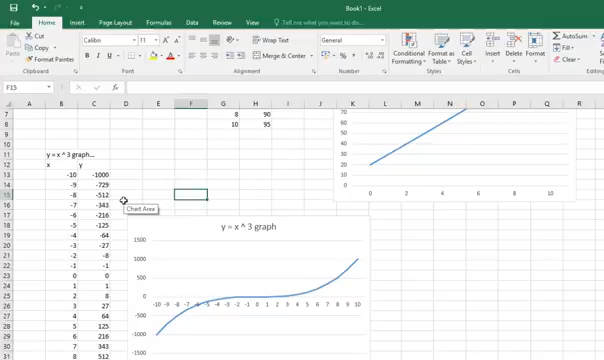 Book1 - Excel
File Home Insert Page Layout Formulas Data Review View Tell me what you want to do...
Cut
Copy
Format Painter
Paste
Clipboard
Calibri 11
B I U
Font
Wrap Text
Merge & Center
Alignment
General
% ,
Number
Conditional Formatting
Format as Table
Cell Styles
Styles
Insert Delete Format
Cells
AutoSum
Fill
Clear
F15 fx
A B C D E F G H I J K L M N O P Q R
7 8 90
8 10 95
9
10
11 y = x ^ 3 graph...
12 x y
13 -10 -1000
14 -9 -729
15 -8 -512
16 -7 -343
17 -6 -216
18 -5 -125
19 -4 -64
20 -3 -27
21 -2 -8
22 -1 -1
23 0 0
24 1 1
25 2 8
26 3 27
27 4 64
28 5 125
29 6 216
30 7 343
31 8 512
Chart Area
70
60
50
40
30
20
10
0
0 2 4 6 8 10 12
y = x ^ 3 graph
1500
1000
500
0
-500
-1000
-1500
-10 -9 -8 -7 -6 -5 -4 -3 -2 -1 0 1 2 3 4 5 6 7 8 9 10